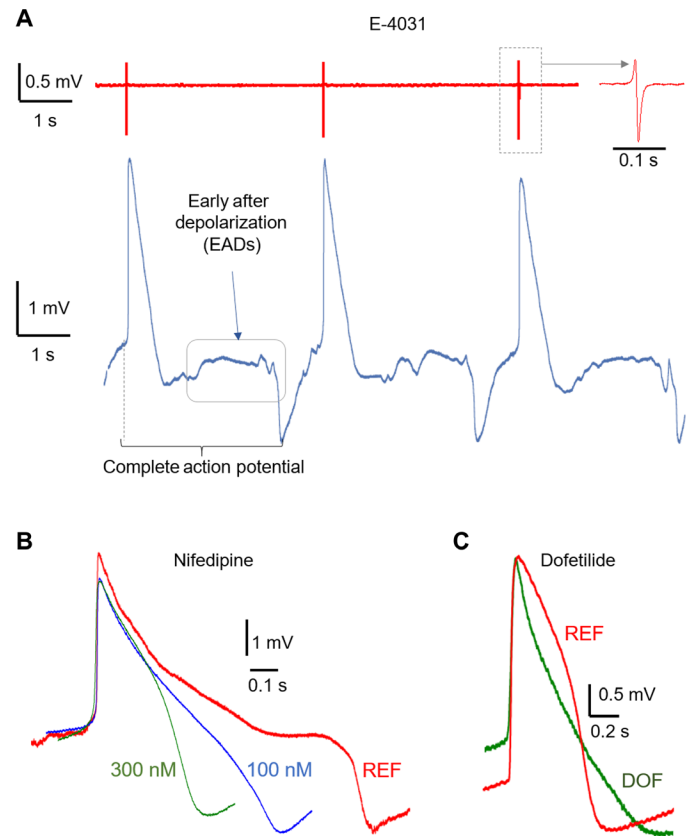 A
E-4031
0.5 mV
1 s
0.1 s
Early after
depolarization
(EADs)
1 mV
1 s
Complete action potential
B
Nifedipine
1 mV
0.1 s
300 nM
100 nM
REF
C
Dofetilide
REF
0.5 mV
0.2 s
DOF